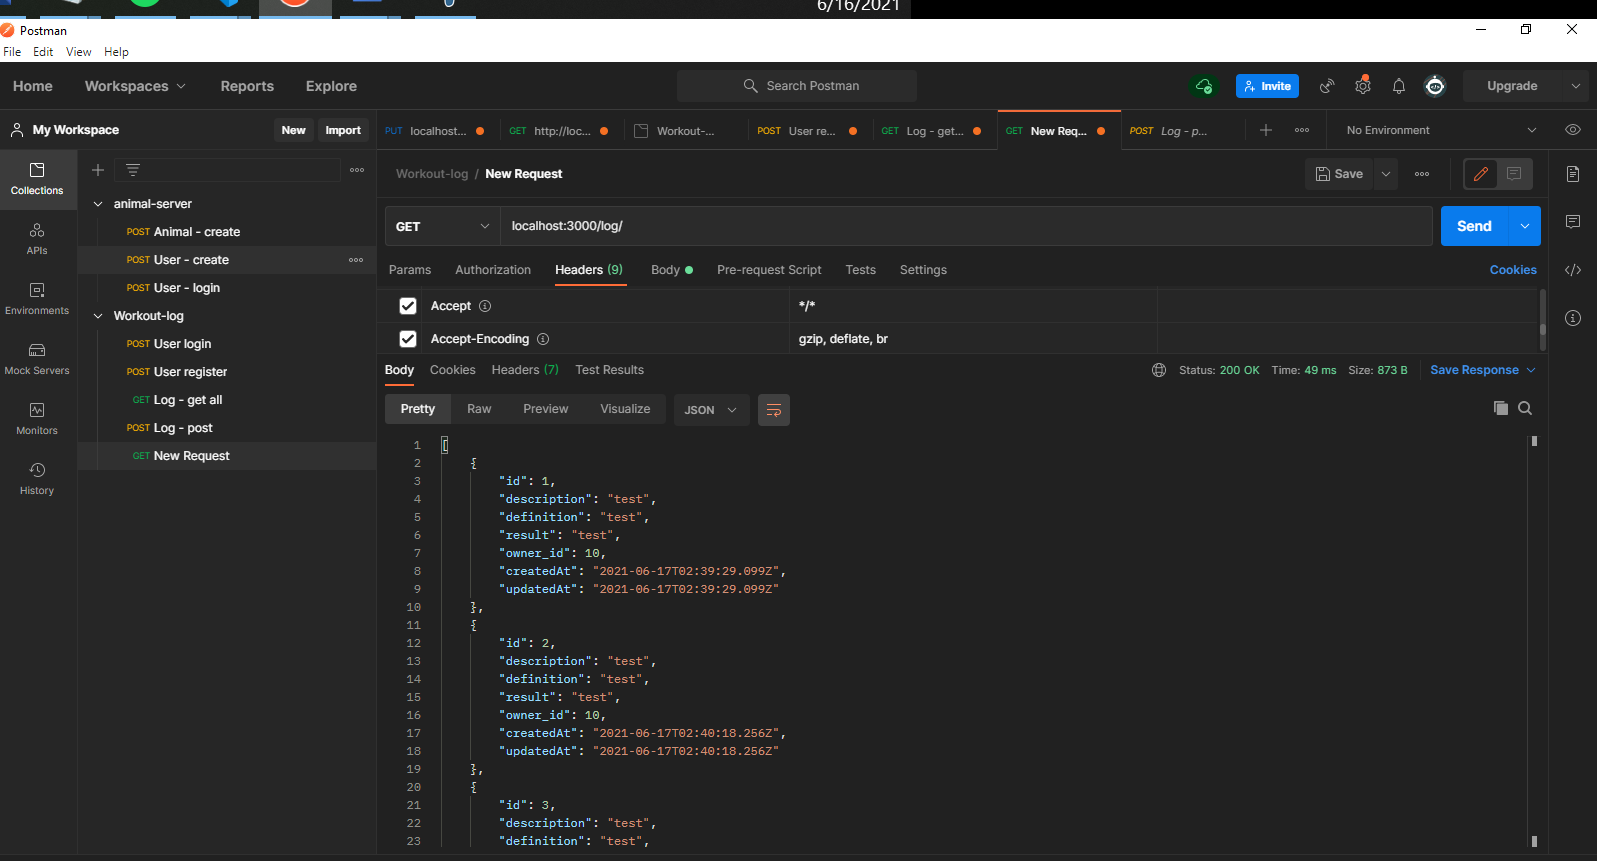 6/16/2021
Postman
File Edit View Help
Home Workspaces Reports Explore Search Postman Invite Upgrade
My Workspace New Import
PUT localhost... GET http://loc... Workout-... POST User re... GET Log - get... GET New Req... POST Log - p... No Environment
Collections
APIs
Environments
Mock Servers
Monitors
History
animal-server
POST Animal - create
POST User - create
POST User - login
Workout-log
POST User login
POST User register
GET Log - get all
POST Log - post
GET New Request
Workout-log / New Request Save
GET localhost:3000/log/ Send
Params Authorization Headers (9) Body Pre-request Script Tests Settings Cookies
Accept */*
Accept-Encoding gzip, deflate, br
Body Cookies Headers (7) Test Results Status: 200 OK Time: 49 ms Size: 873 B Save Response
Pretty Raw Preview Visualize JSON
1 [
2 {
3 "id": 1,
4 "description": "test",
5 "definition": "test",
6 "result": "test",
7 "owner_id": 10,
8 "createdAt": "2021-06-17T02:39:29.099Z",
9 "updatedAt": "2021-06-17T02:39:29.099Z"
10 },
11 {
12 "id": 2,
13 "description": "test",
14 "definition": "test",
15 "result": "test",
16 "owner_id": 10,
17 "createdAt": "2021-06-17T02:40:18.256Z",
18 "updatedAt": "2021-06-17T02:40:18.256Z"
19 },
20 {
21 "id": 3,
22 "description": "test",
23 "definition": "test",